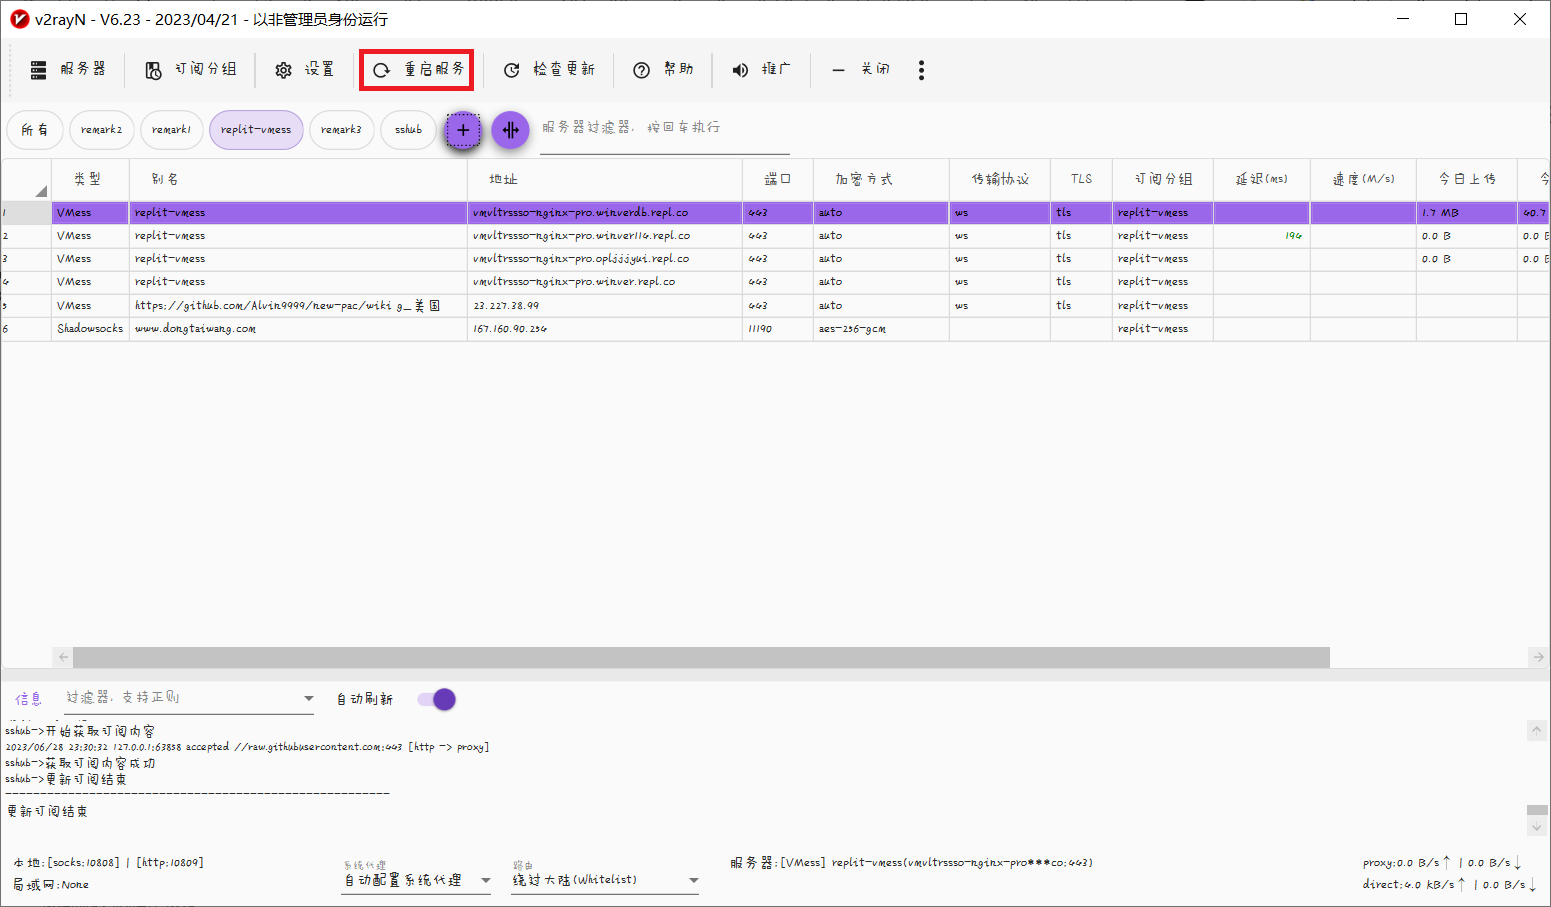 v2rayN - V6.23 - 2023/04/21 - 以非管理员身份运行
服务器 订阅分组 设置 重启服务 检查更新 帮助 推广 关闭
所有 remark2 remark1 replit-vmess remark3 sshub 服务器过滤器, 按回车执行
类型 别名 地址 端口 加密方式 传输协议 TLS 订阅分组 延迟(ms) 速度(M/s) 今日上传 今
1 VMess replit-vmess vmvltrssso-nginx-pro.winverdb.repl.co 443 auto ws tls replit-vmess 1.7 MB 40.7
2 VMess replit-vmess vmvltrssso-nginx-pro.winver114.repl.co 443 auto ws tls replit-vmess 194 0.0 B 0.0 B
3 VMess replit-vmess vmvltrssso-nginx-pro.opljjjyui.repl.co 443 auto ws tls replit-vmess 0.0 B 0.0 B
4 VMess replit-vmess vmvltrssso-nginx-pro.winver.repl.co 443 auto ws tls replit-vmess
5 VMess https://github.com/Alvin9999/new-pac/wiki g_美国 23.227.38.99 443 auto ws tls replit-vmess
6 Shadowsocks www.dongtaiwang.com 167.160.90.234 11190 aes-256-gcm replit-vmess
信息 过滤器, 支持正则 自动刷新
sshub->开始获取订阅内容
2023/06/28 23:30:32 127.0.0.1:63858 accepted //raw.githubusercontent.com:443 [http -> proxy]
sshub->获取订阅内容成功
sshub->更新订阅结束
-------------------------------------------------------
更新订阅结束
本地:[socks:10808] | [http:10809]
局域网:None
系统代理
自动配置系统代理
路由
绕过大陆(Whitelist)
服务器:[VMess] replit-vmess(vmvltrssso-nginx-pro***co:443)
proxy:0.0 B/s↑ | 0.0 B/s↓
direct:4.0 KB/s↑ | 0.0 B/s↓